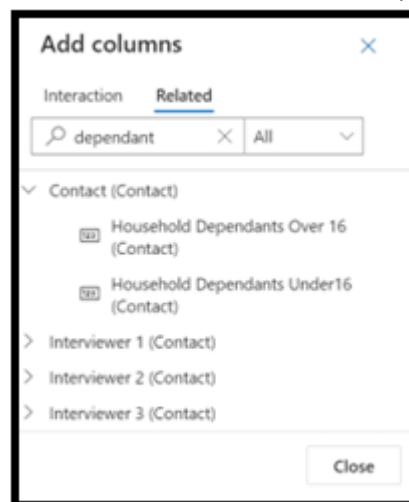 Add columns
Interaction Related
dependant All
Contact (Contact)
Household Dependants Over 16
(Contact)
Household Dependants Under16
(Contact)
Interviewer 1 (Contact)
Interviewer 2 (Contact)
Interviewer 3 (Contact)
Close